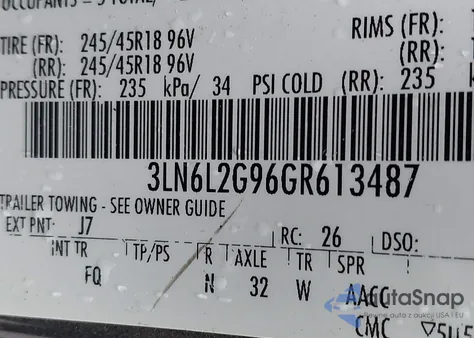 TIRE (FR): 245/45R18 96V RIMS (FR):
(RR): 245/45R18 96V (RR):
PRESSURE (FR): 235 kPa/ 34 PSI COLD (RR): 235
3LN6L2G96GR613487
TRAILER TOWING - SEE OWNER GUIDE
EXT PNT: J7 RC: 26 DSO:
INT TR TP/PS R AXLE TR SPR
FQ N 32 W AACC
AutaSnap
CMC